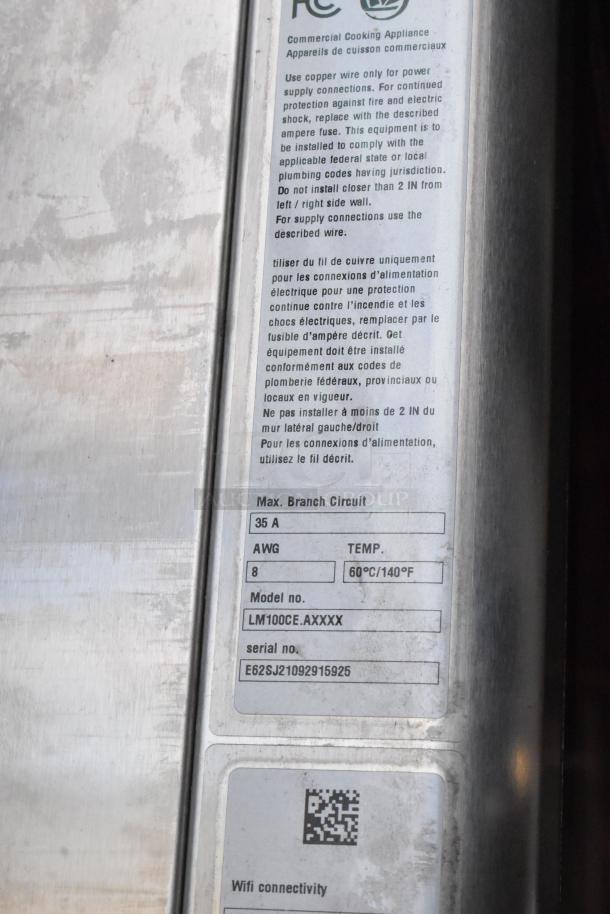 FC
Commercial Cooking Appliance
Appareils de cuisson commerciaux
Use copper wire only for power
supply connections. For continued
protection against fire and electric
shock, replace with the described
ampere fuse. This equipment is to
be installed to comply with the
applicable federal state or local
plumbing codes having jurisdiction.
Do not install closer than 2 IN from
left / right side wall.
For supply connections use the
described wire.
tiliser du fil de cuivre uniquement
pour les connexions d'alimentation
électrique pour une protection
continue contre l'incendie et les
chocs électriques, remplacer par le
fusible d'ampère décrit. Cet
équipement doit être installé
conformément aux codes de
plomberie fédéraux, provinciaux ou
locaux en vigueur.
Ne pas installer à moins de 2 IN du
mur latéral gauche/droit
Pour les connexions d'alimentation,
utilisez le fil décrit.
Max. Branch Circuit
35 A
AWG TEMP.
8 60°C/140°F
Model no.
LM100CE.AXXXX
serial no.
E62SJ21092915925
Wifi connectivity